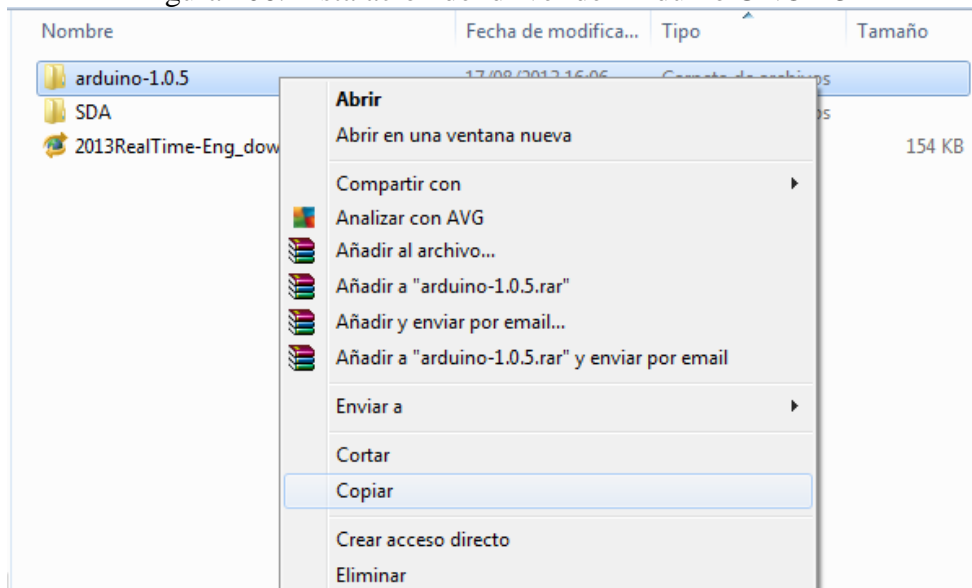 Nombre Fecha de modifica... Tipo Tamaño
arduino-1.0.5
SDA
2013RealTime-Eng_dow 154 KB
Abrir
Abrir en una ventana nueva
Compartir con
Analizar con AVG
Añadir al archivo...
Añadir a "arduino-1.0.5.rar"
Añadir y enviar por email...
Añadir a "arduino-1.0.5.rar" y enviar por email
Enviar a
Cortar
Copiar
Crear acceso directo
Eliminar